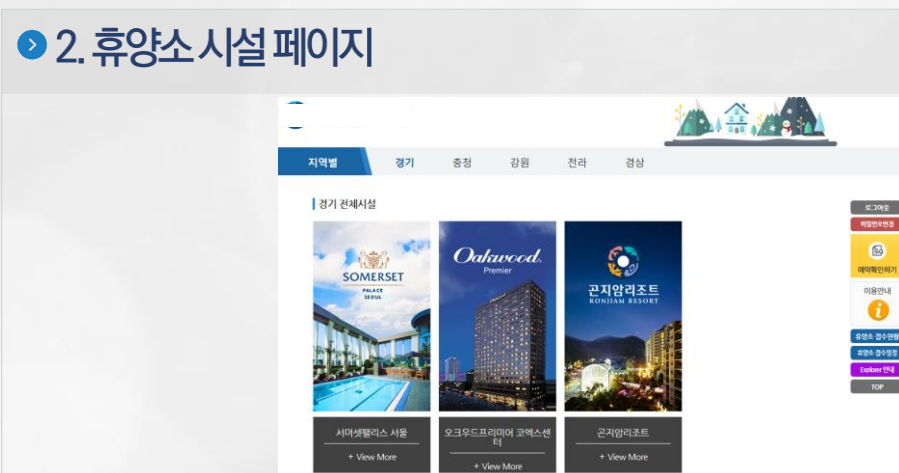 2. 휴양소 시설 페이지
지역별 경기 충청 강원 전라 경상
경기 전체시설
SOMERSET
PALACE
SEOUL
Oakwood
Premier
곤지암리조트
KONJIAM RESORT
로그아웃
비밀번호변경
예약확인하기
이용안내
휴양소 접수현황
휴양소 접수일정
Explorer 안내
TOP
서머셋팰리스 서울
+ View More
오크우드프리미어 코엑스센
터
+ View More
곤지암리조트
+ View More